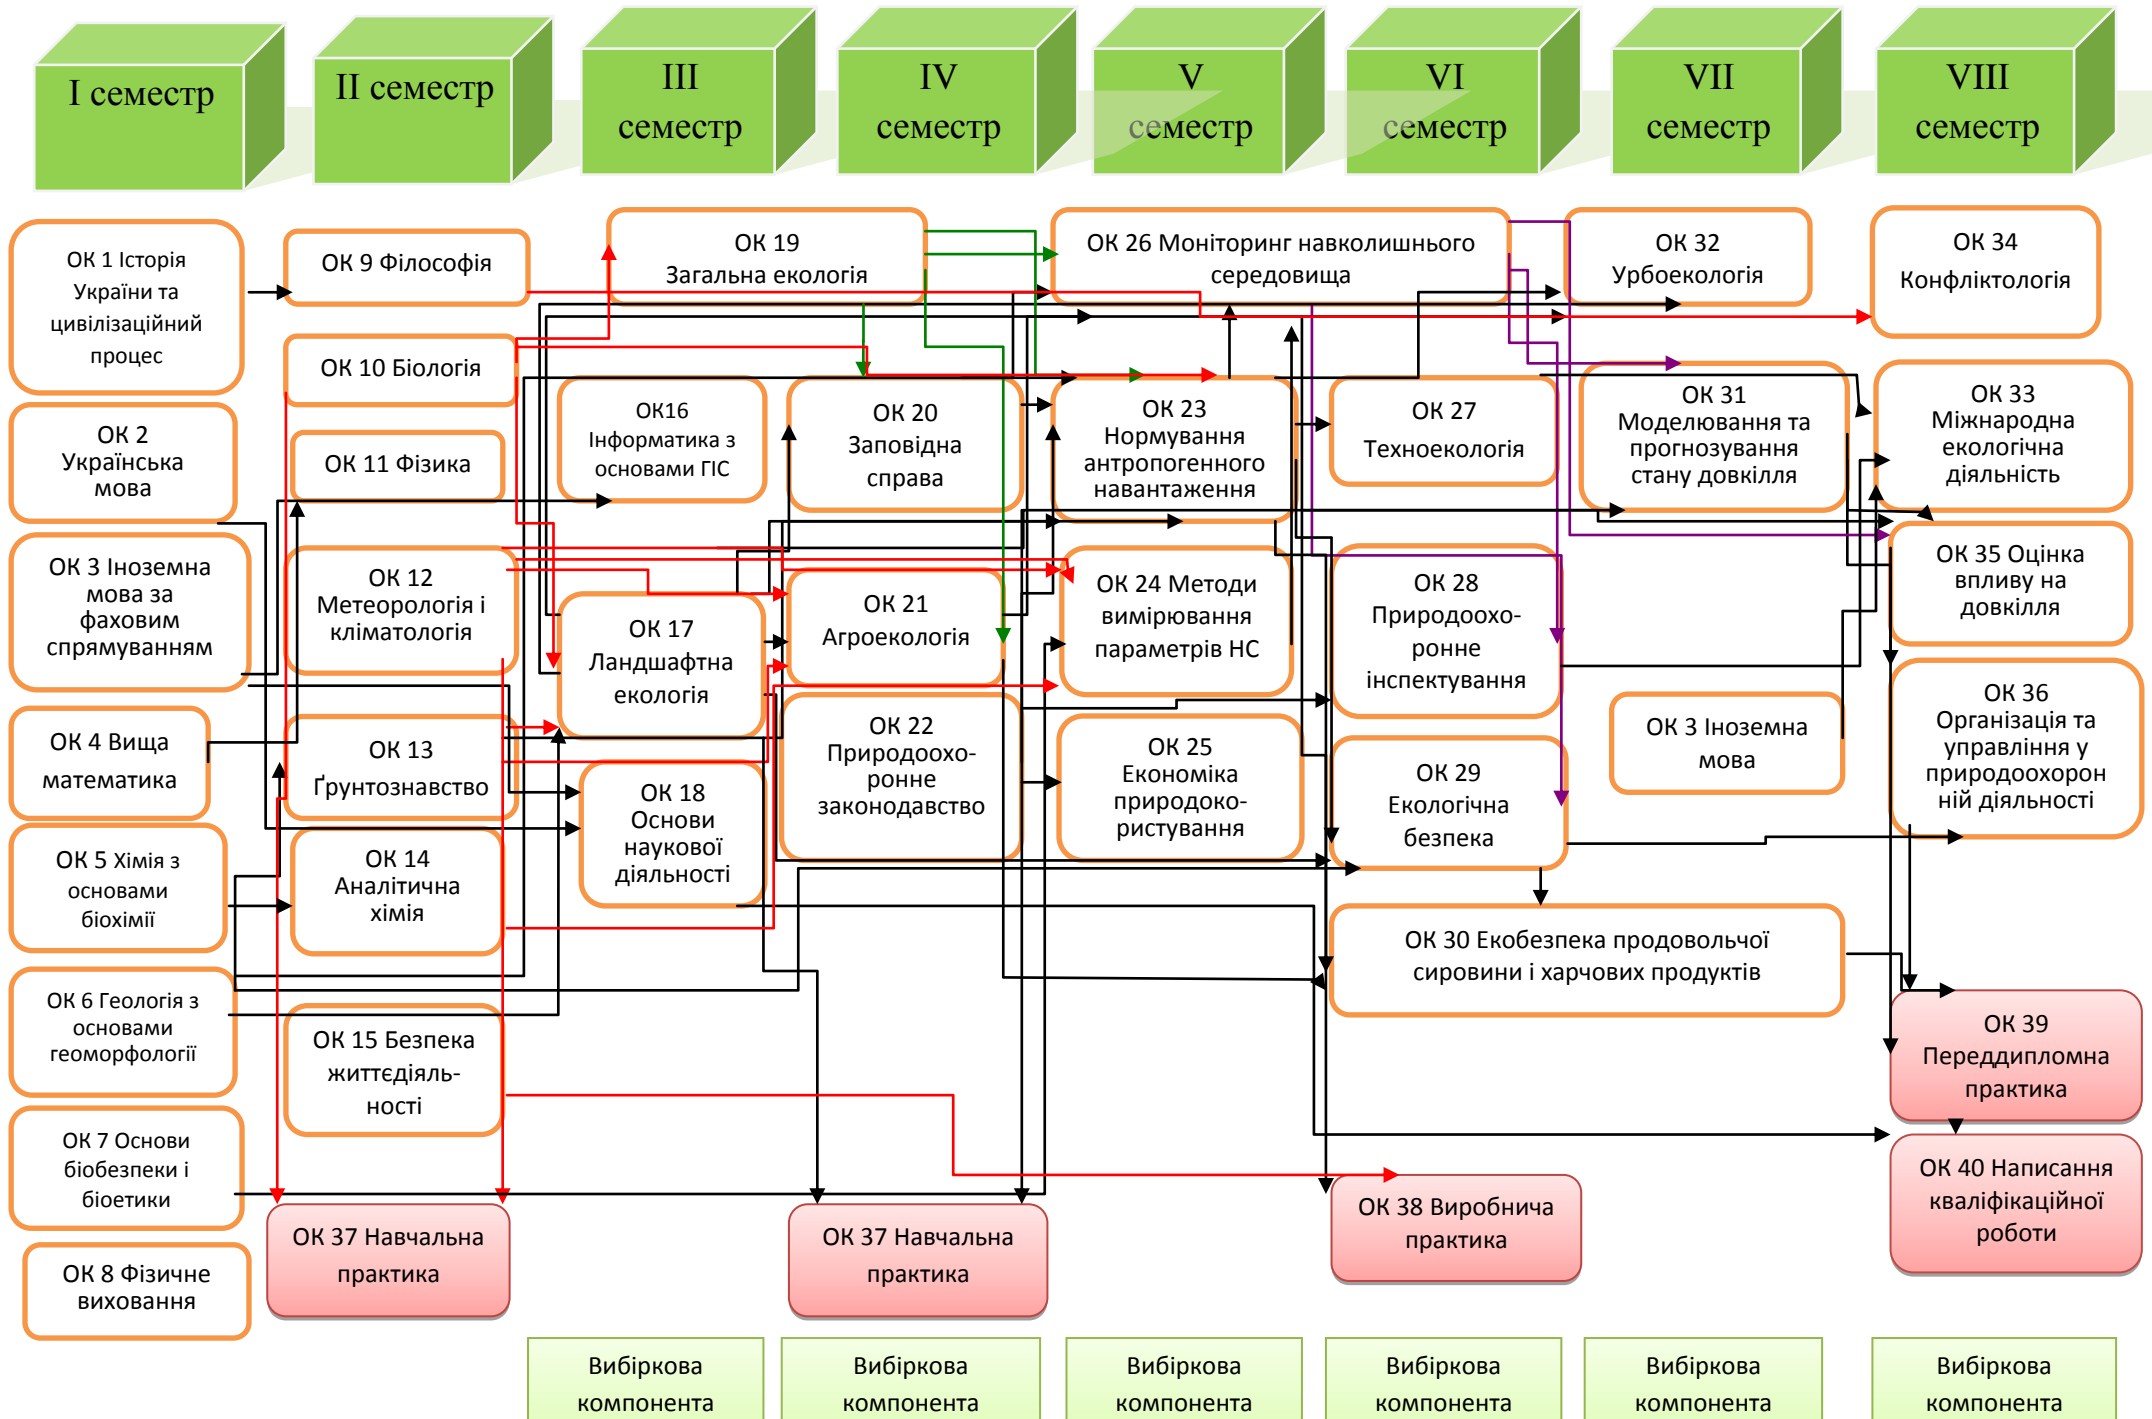 I семестр
II семестр
III
семестр
IV
семестр
V
семестр
VI
семестр
VII
семестр
VIII
семестр
ОК 1 Історія
України та
цивілізаційний
процес
ОК 2
Українська
мова
ОК 3 Іноземна
мова за
фаховим
спрямуванням
ОК 4 Вища
математика
ОК 5 Хімія з
основами
біохімії
ОК 6 Геологія з
основами
геоморфології
ОК 7 Основи
біобезпеки і
біоетики
ОК 8 Фізичне
виховання
ОК 9 Філософія
ОК 10 Біологія
ОК 11 Фізика
ОК 12
Метеорологія і
кліматологія
ОК 13
Ґрунтознавство
ОК 14
Аналітична
хімія
ОК 15 Безпека
життєдіяль-
ності
ОК 37 Навчальна
практика
ОК 19
Загальна екологія
ОК16
Інформатика з
основами ГІС
ОК 17
Ландшафтна
екологія
ОК 18
Основи
наукової
діяльності
ОК 20
Заповідна
справа
ОК 21
Агроекологія
ОК 22
Природоохо-
ронне
законодавство
ОК 37 Навчальна
практика
ОК 26 Моніторинг навколишнього
середовища
ОК 23
Нормування
антропогенного
навантаження
ОК 24 Методи
вимірювання
параметрів НС
ОК 25
Економіка
природоко-
ристування
ОК 27
Техноекологія
ОК 28
Природоохо-
ронне
інспектування
ОК 29
Екологічна
безпека
ОК 30 Екобезпека продовольчої
сировини і харчових продуктів
ОК 38 Виробнича
практика
ОК 32
Урбоекологія
ОК 31
Моделювання та
прогнозування
стану довкілля
ОК 3 Іноземна
мова
ОК 34
Конфліктологія
ОК 33
Міжнародна
екологічна
діяльність
ОК 35 Оцінка
впливу на
довкілля
ОК 36
Організація та
управління у
природоохорон
ній діяльності
ОК 39
Переддипломна
практика
ОК 40 Написання
кваліфікаційної
роботи
Вибіркова
компонента
Вибіркова
компонента
Вибіркова
компонента
Вибіркова
компонента
Вибіркова
компонента
Вибіркова
компонента